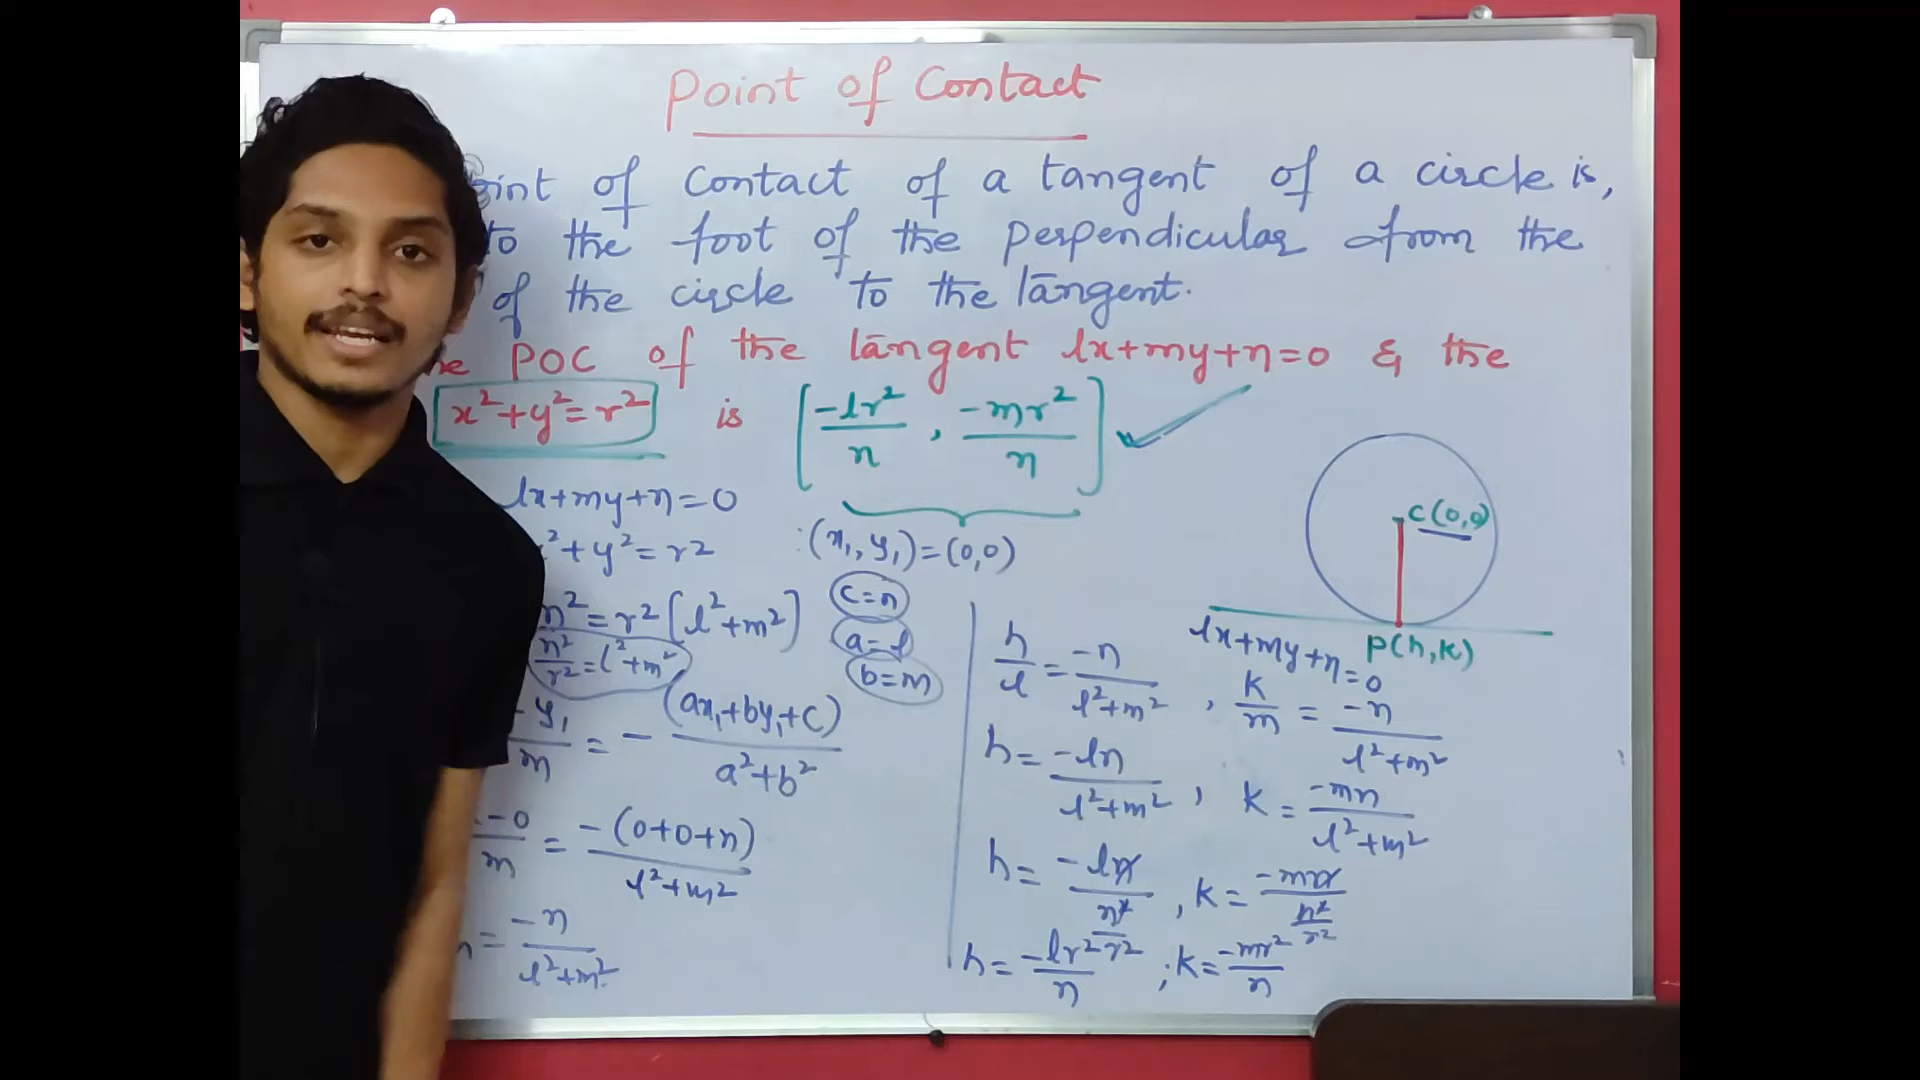 Point of Contact
oint of contact of a tangent of a circle is,
to the foot of the perpendicular from the
of the circle to the tangent.
he POC of the tangent lx+my+n=0 & the
x²+y²=r² is [-lr²/n , -mr²/n]
lx+my+n=0
²+y²=r²
(x₁,y₁)=(0,0)
n²=r²[l²+m²]
n²/r²=l²+m²
c=n
a=l
b=m
-y₁/m = -(ax₁+by₁+c)/a²+b²
-0/m = -(0+0+n)/l²+m²
= -n/l²+m²
C(0,0)
P(h,k)
lx+my+n=0
h/l = -n/l²+m² , k/m = -n/l²+m²
h= -ln/l²+m² , k= -mn/l²+m²
h= -ln/n²/r² , k= -mn/n²/r²
h= -lr²/n ; k= -mr²/n